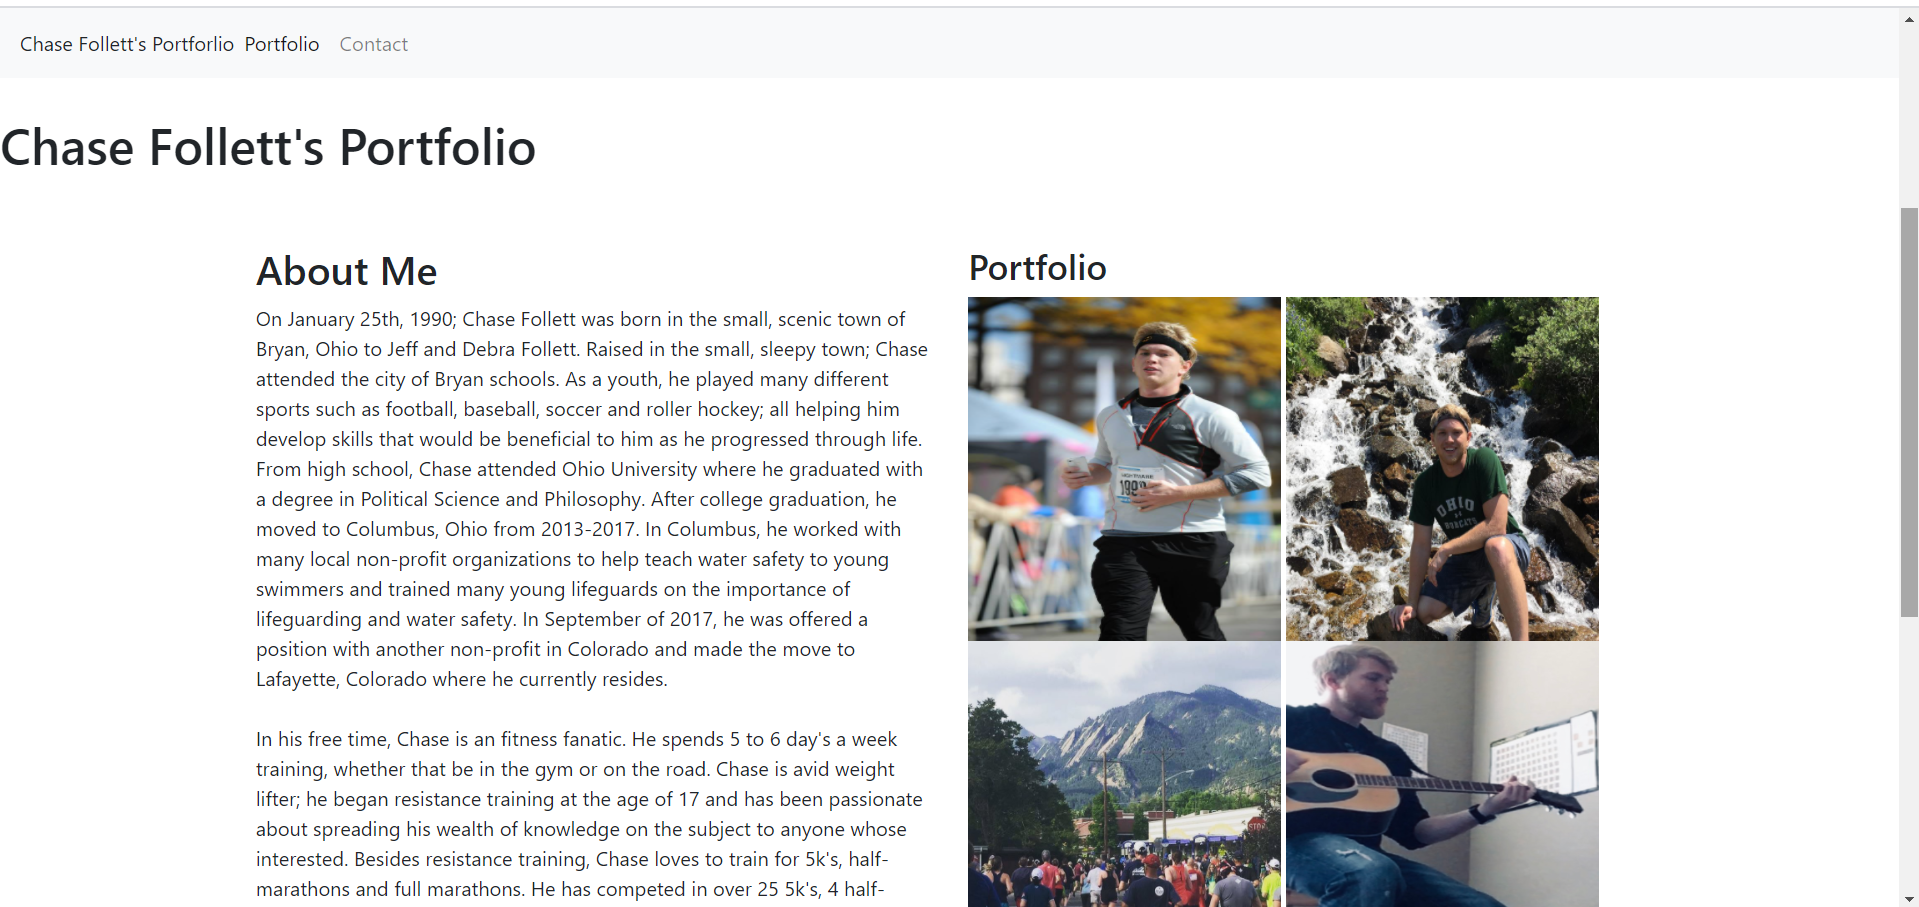 Chase Follett's Portforlio Portfolio Contact
Chase Follett's Portfolio
About Me
On January 25th, 1990; Chase Follett was born in the small, scenic town of
Bryan, Ohio to Jeff and Debra Follett. Raised in the small, sleepy town; Chase
attended the city of Bryan schools. As a youth, he played many different
sports such as football, baseball, soccer and roller hockey; all helping him
develop skills that would be beneficial to him as he progressed through life.
From high school, Chase attended Ohio University where he graduated with
a degree in Political Science and Philosophy. After college graduation, he
moved to Columbus, Ohio from 2013-2017. In Columbus, he worked with
many local non-profit organizations to help teach water safety to young
swimmers and trained many young lifeguards on the importance of
lifeguarding and water safety. In September of 2017, he was offered a
position with another non-profit in Colorado and made the move to
Lafayette, Colorado where he currently resides.
In his free time, Chase is an fitness fanatic. He spends 5 to 6 day's a week
training, whether that be in the gym or on the road. Chase is avid weight
lifter; he began resistance training at the age of 17 and has been passionate
about spreading his wealth of knowledge on the subject to anyone whose
interested. Besides resistance training, Chase loves to train for 5k's, half-
marathons and full marathons. He has competed in over 25 5k's, 4 half-
Portfolio
OHIO
BOBCATS
STOP